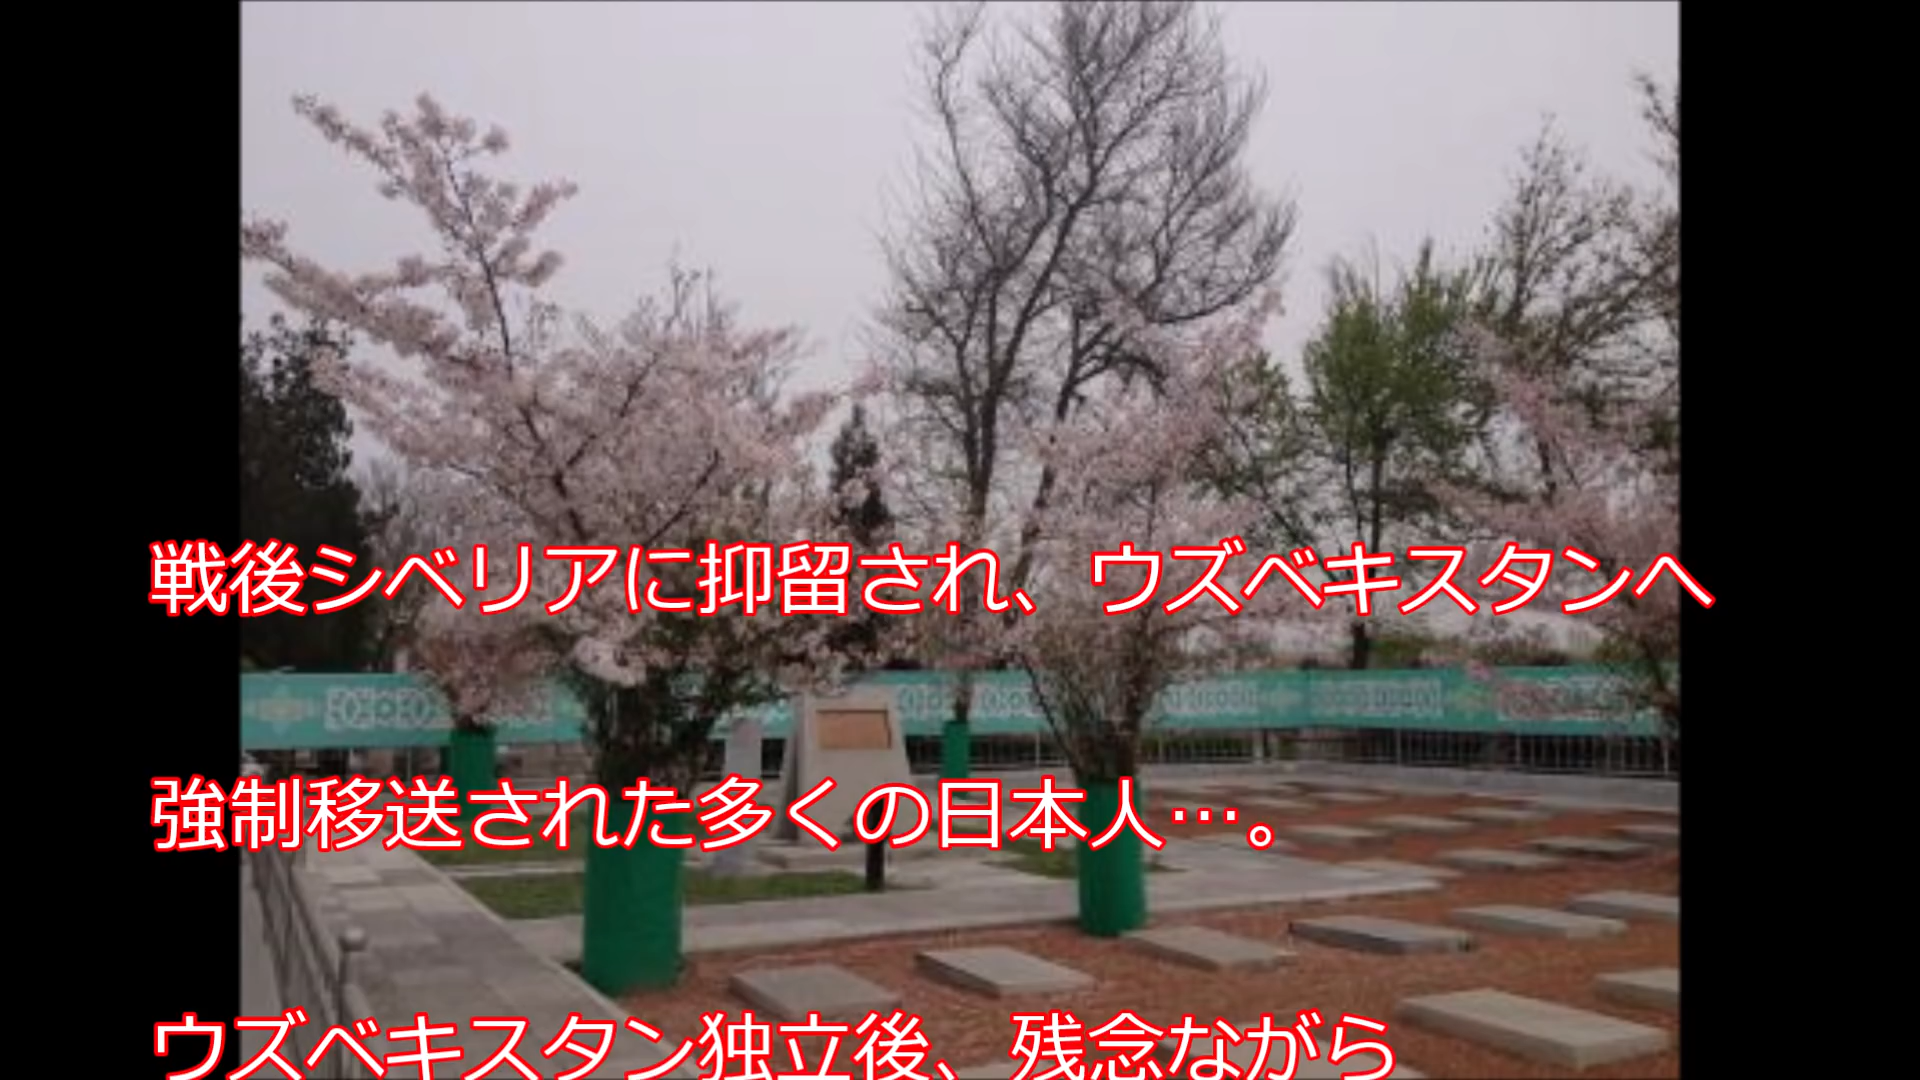 戦後シベリアに抑留され、ウズベキスタンへ
強制移送された多くの日本人…。
ウズベキスタン独立後、残念ながら